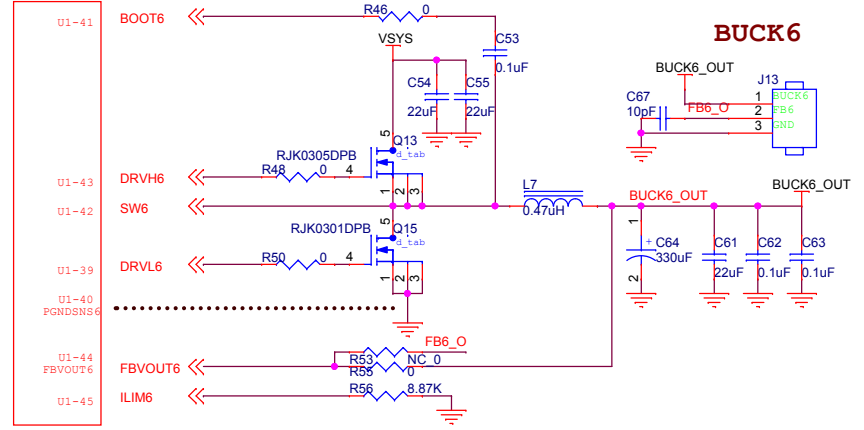 U1-41 BOOT6 R46 0
VSYS
C53
0.1uF
C54 C55
22uF 22uF
BUCK6
BUCK6_OUT
J13
C67
10pF FB6_O
1 BUCK6
2 FB6
3 GND
5 Q13
d_tab
RJK0305DPB
U1-43 DRVH6 R48 0 4
1 2 3
U1-42 SW6
L7
0.47uH
BUCK6_OUT
BUCK6_OUT
RJK0301DPB
5 Q15
d_tab
U1-39 DRVL6 R50 0 4
1 2 3
1
+ C64
330uF
2
C61
22uF
C62
0.1uF
C63
0.1uF
U1-40
PGNDSNS6
FB6_O
U1-44
FBVOUT6
FBVOUT6
R53 NC_0
R55 0
U1-45 ILIM6 R56 8.87K